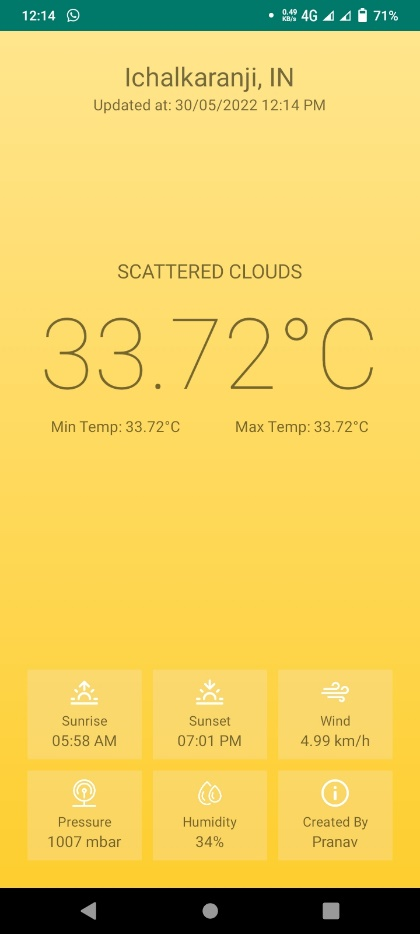 12:14
0.49 KB/s 4G 71%
Ichalkaranji, IN
Updated at: 30/05/2022 12:14 PM
SCATTERED CLOUDS
33.72°C
Min Temp: 33.72°C Max Temp: 33.72°C
Sunrise Sunset Wind
05:58 AM 07:01 PM 4.99 km/h
Pressure Humidity Created By
1007 mbar 34% Pranav